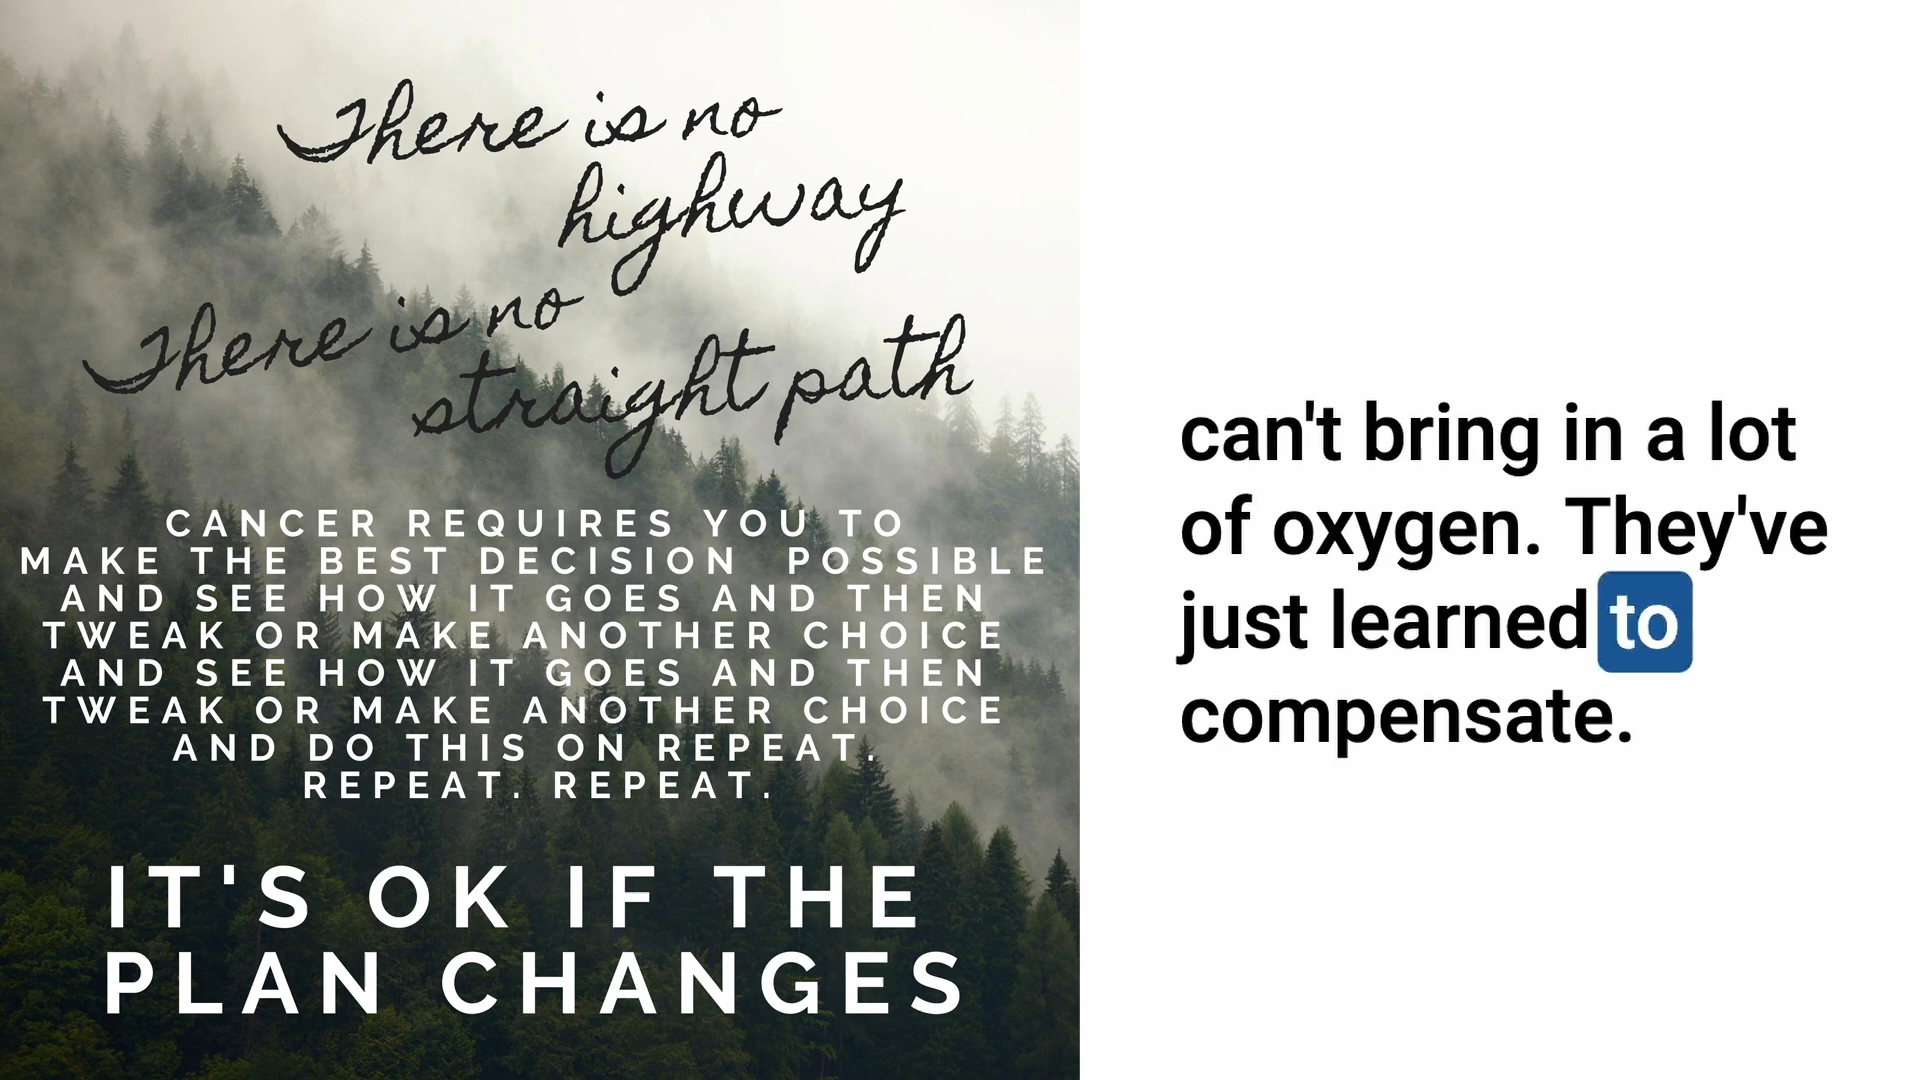 There is no
highway
There is no
straight path
CANCER REQUIRES YOU TO
MAKE THE BEST DECISION POSSIBLE
AND SEE HOW IT GOES AND THEN
TWEAK OR MAKE ANOTHER CHOICE
AND SEE HOW IT GOES AND THEN
TWEAK OR MAKE ANOTHER CHOICE
AND DO THIS ON REPEAT.
REPEAT. REPEAT.
IT'S OK IF THE
PLAN CHANGES
can't bring in a lot
of oxygen. They've
just learned to
compensate.